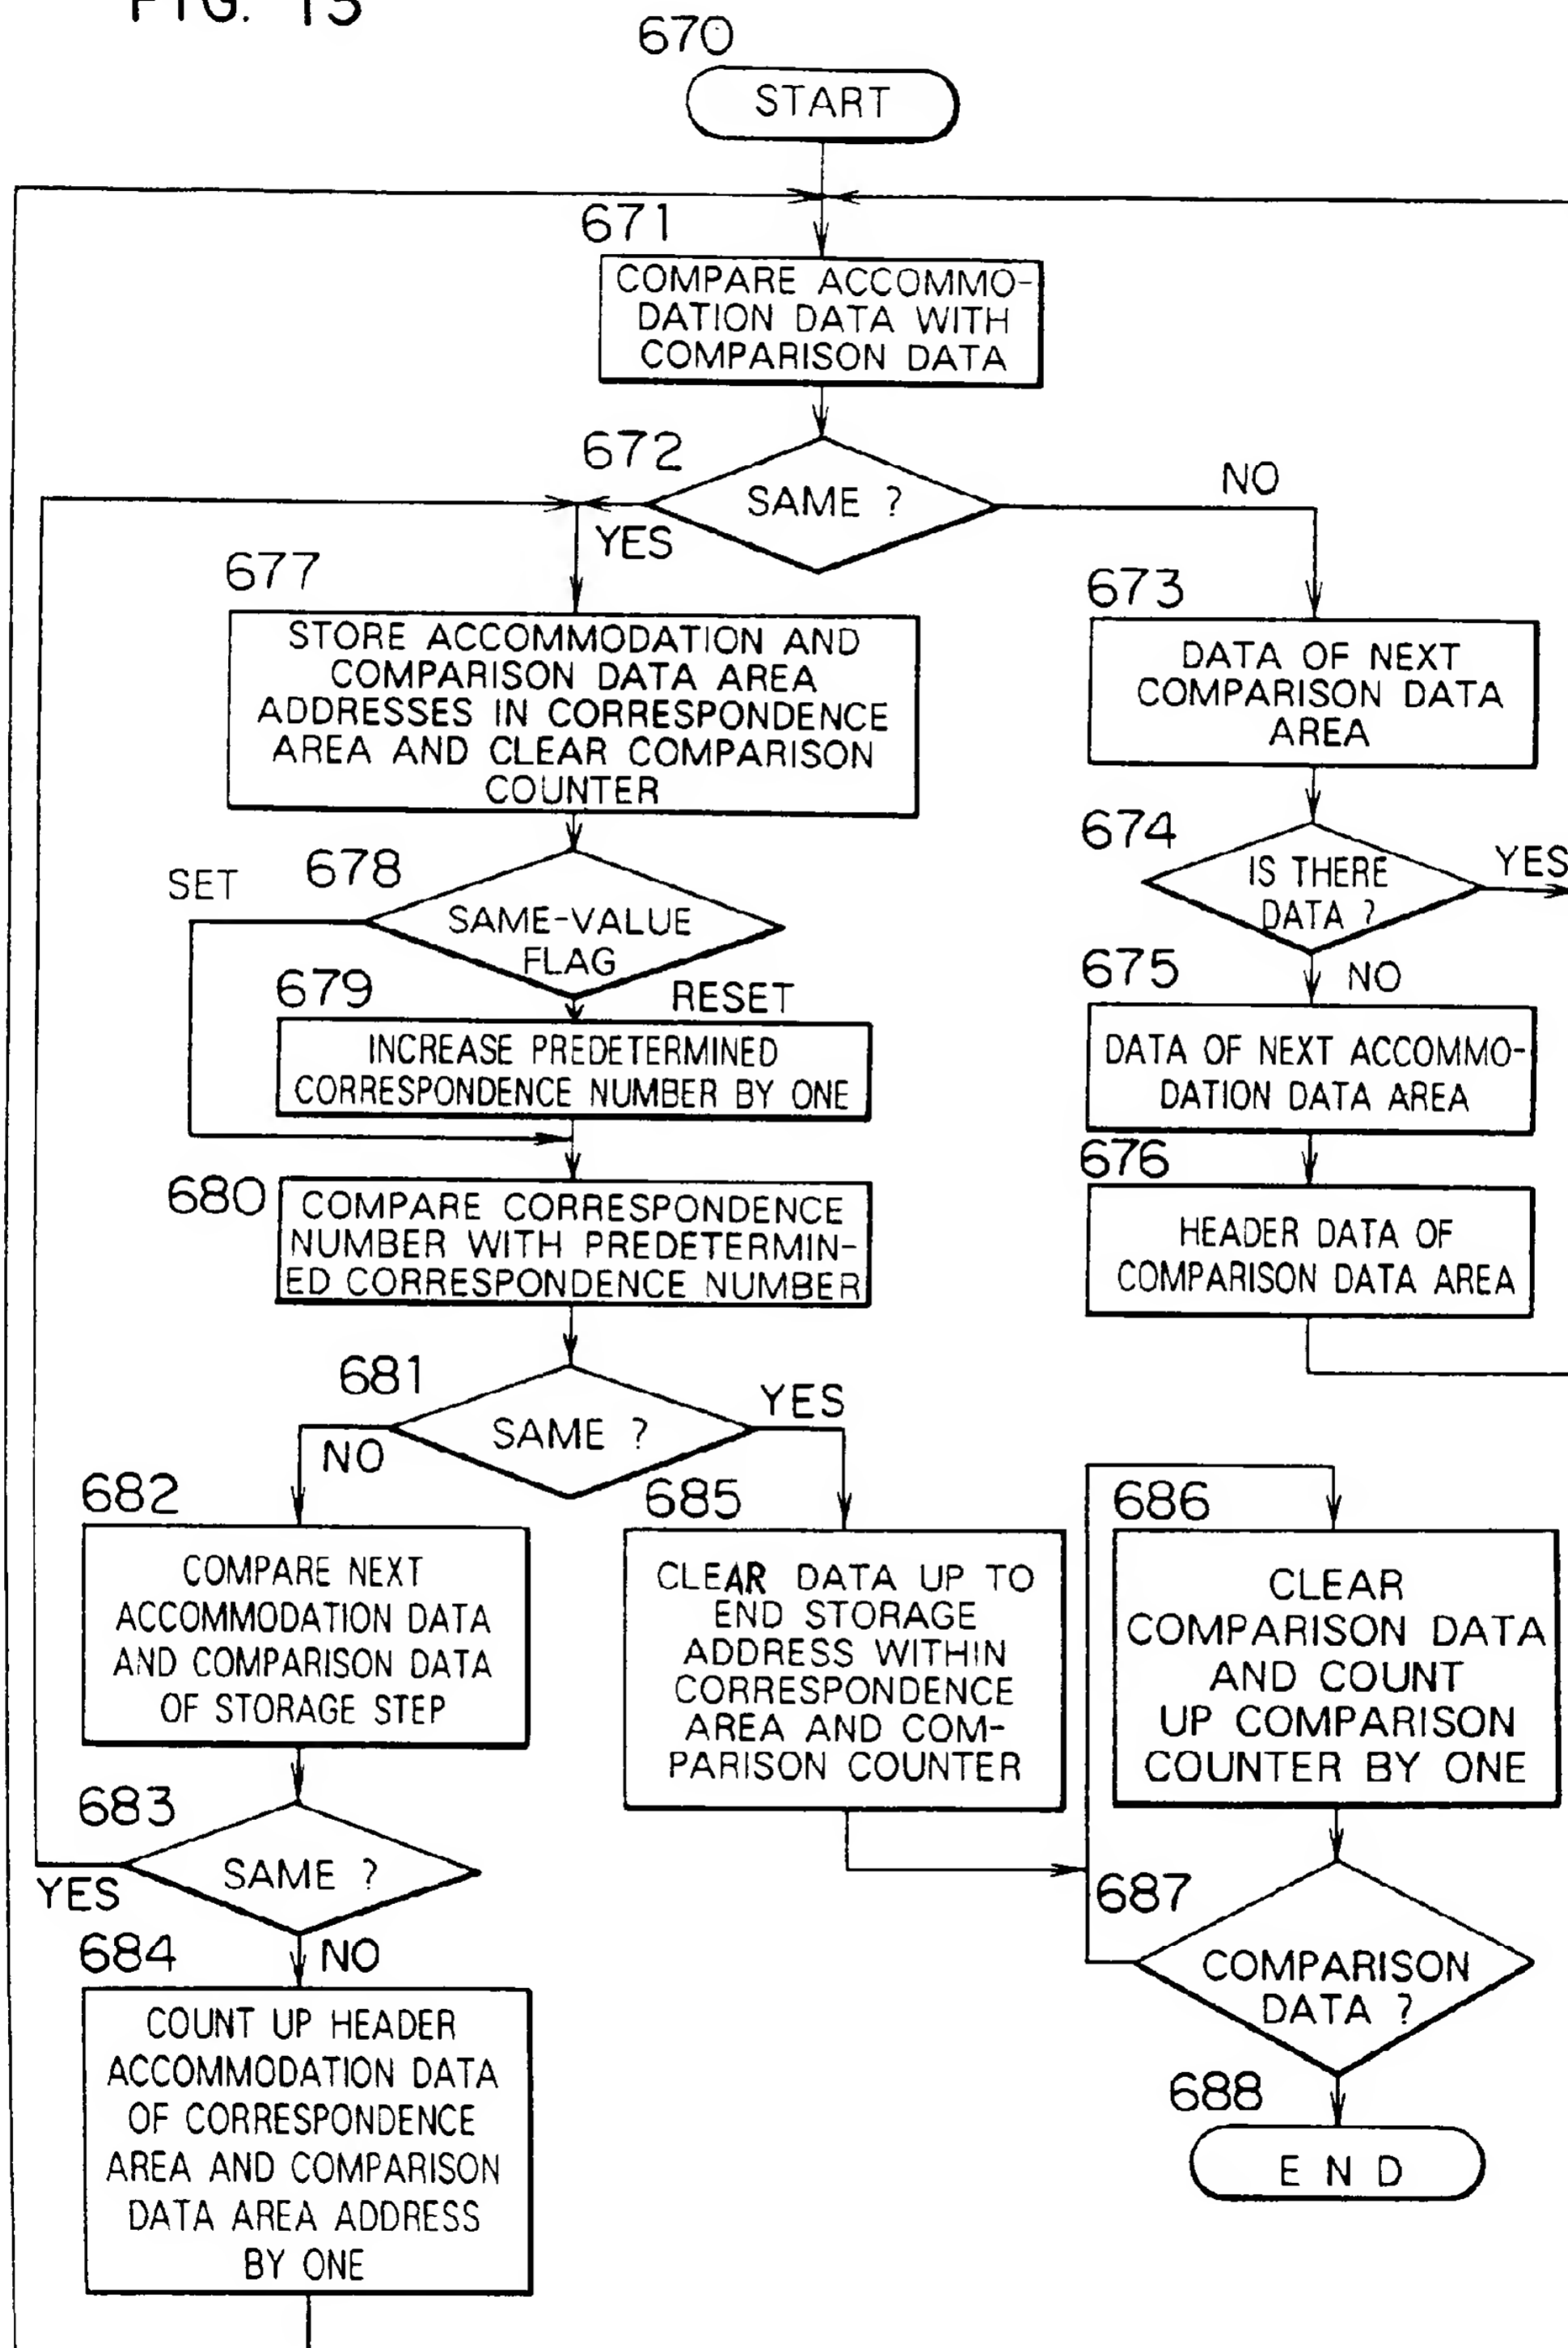 FIG. 13
670
START
671
COMPARE ACCOMMO-
DATION DATA WITH
COMPARISON DATA
672
SAME ?
NO
YES
677
STORE ACCOMMODATION AND
COMPARISON DATA AREA
ADDRESSES IN CORRESPONDENCE
AREA AND CLEAR COMPARISON
COUNTER
673
DATA OF NEXT
COMPARISON DATA
AREA
674
IS THERE
DATA ?
YES
NO
678
SET
SAME-VALUE
FLAG
RESET
679
INCREASE PREDETERMINED
CORRESPONDENCE NUMBER BY ONE
675
DATA OF NEXT ACCOMMO-
DATION DATA AREA
676
HEADER DATA OF
COMPARISON DATA AREA
680
COMPARE CORRESPONDENCE
NUMBER WITH PREDETERMIN-
ED CORRESPONDENCE NUMBER
681
SAME ?
YES
NO
682
COMPARE NEXT
ACCOMMODATION DATA
AND COMPARISON DATA
OF STORAGE STEP
685
CLEAR DATA UP TO
END STORAGE
ADDRESS WITHIN
CORRESPONDENCE
AREA AND COM-
PARISON COUNTER
686
CLEAR
COMPARISON DATA
AND COUNT
UP COMPARISON
COUNTER BY ONE
683
SAME ?
YES
NO
687
COMPARISON
DATA ?
684
COUNT UP HEADER
ACCOMMODATION DATA
OF CORRESPONDENCE
AREA AND COMPARISON
DATA AREA ADDRESS
BY ONE
688
E N D